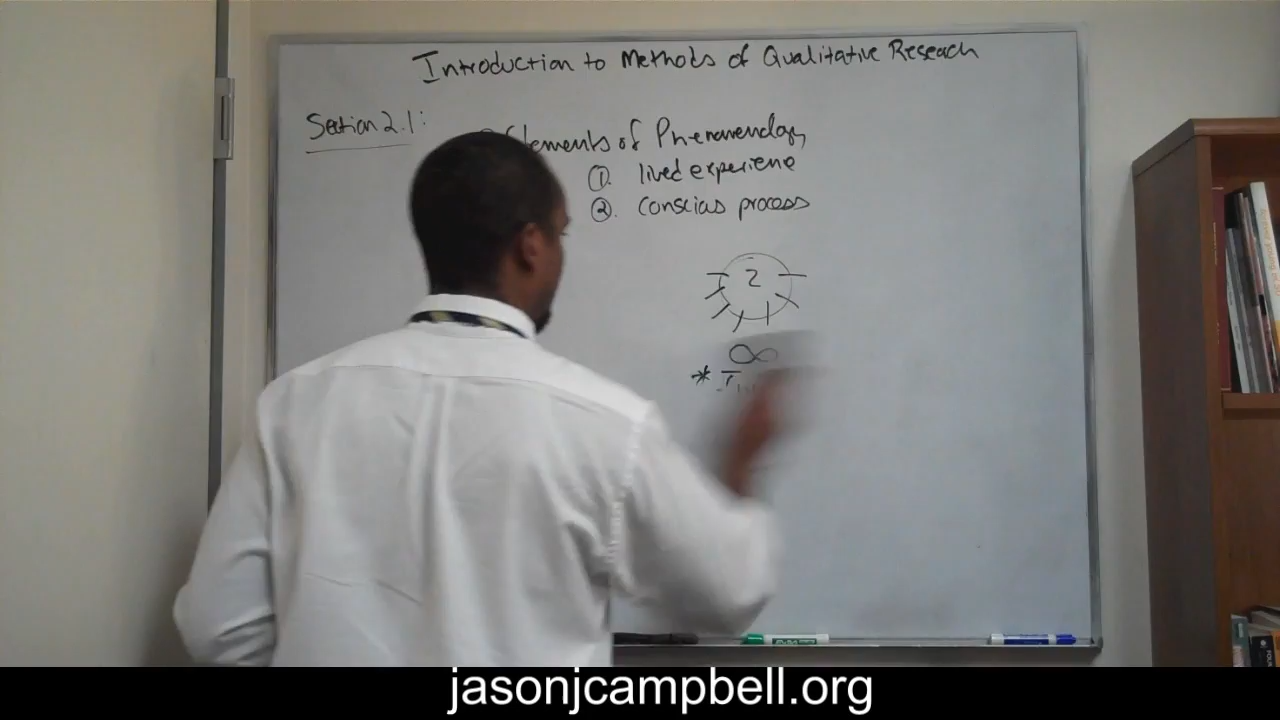 Introduction to Methods of Qualitative Reseach
Section 2.1:
Elements of Phenomenology
①. lived experience
②. conscious process
2
∞
*
jasonjcampbell.org